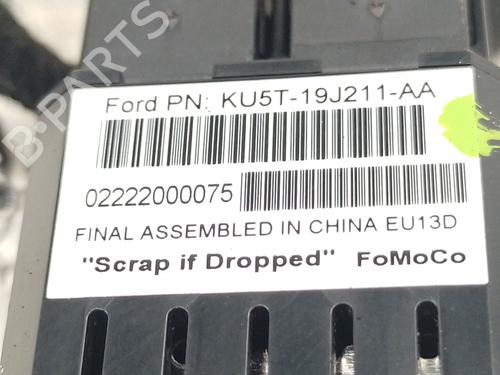 B-PARTS
Ford PN: KU5T-19J211-AA
02222000075
FINAL ASSEMBLED IN CHINA EU13D
"Scrap if Dropped" FoMoCo